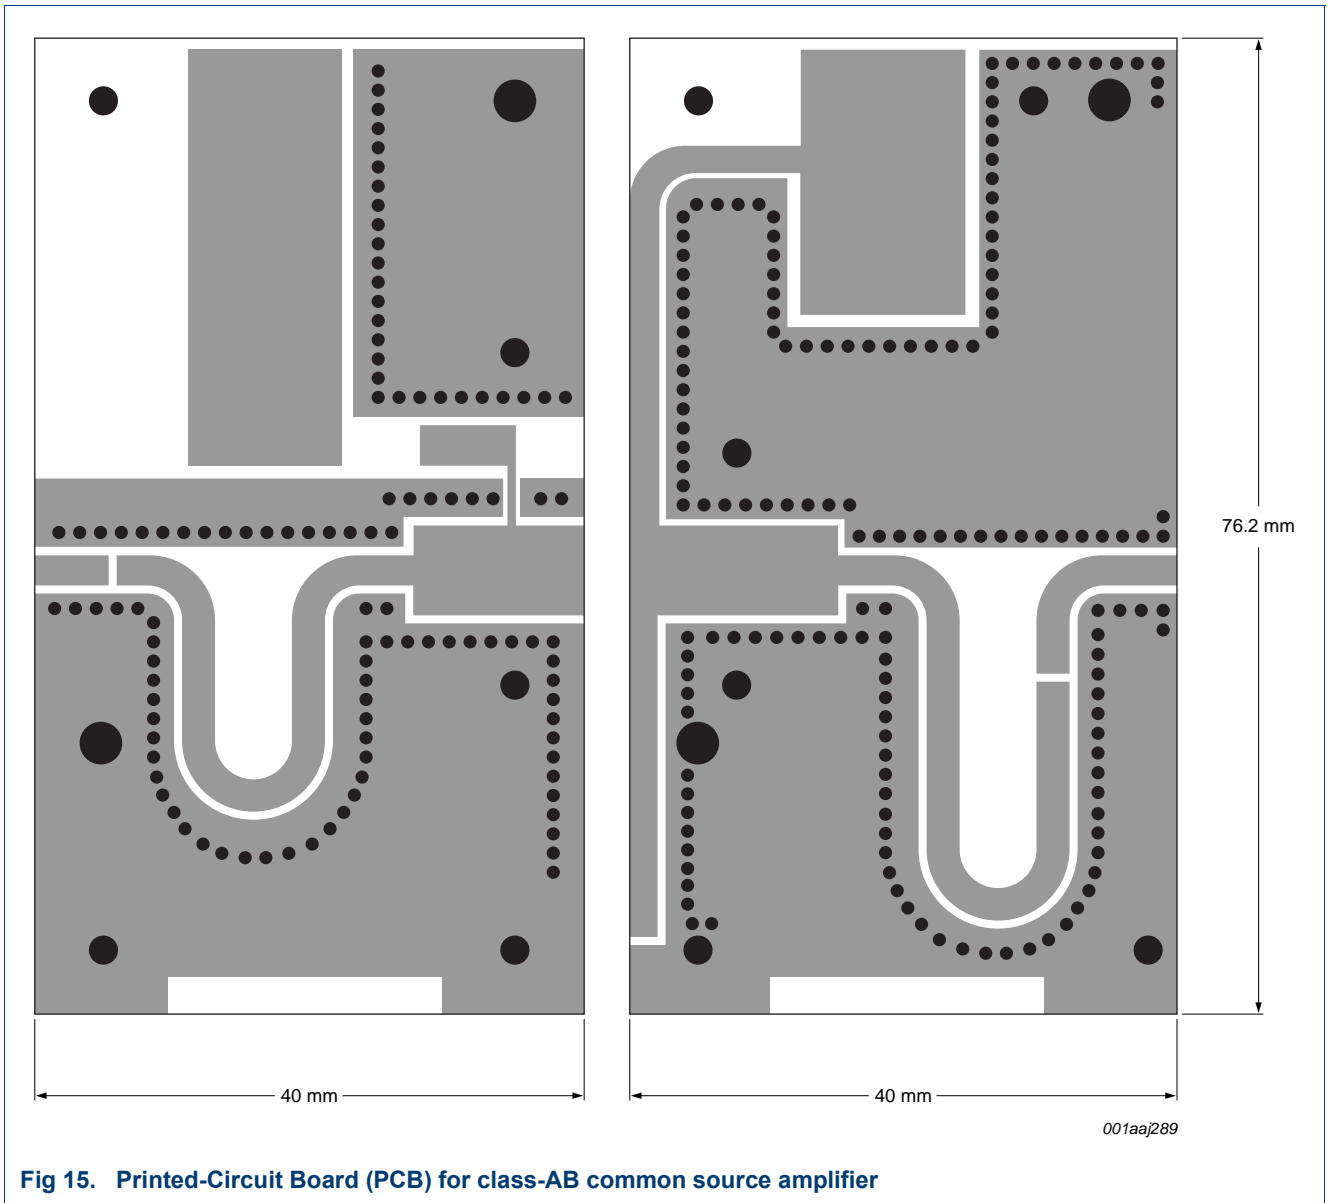 76.2 mm
40 mm
40 mm
001aaj289
Fig 15. Printed-Circuit Board (PCB) for class-AB common source amplifier